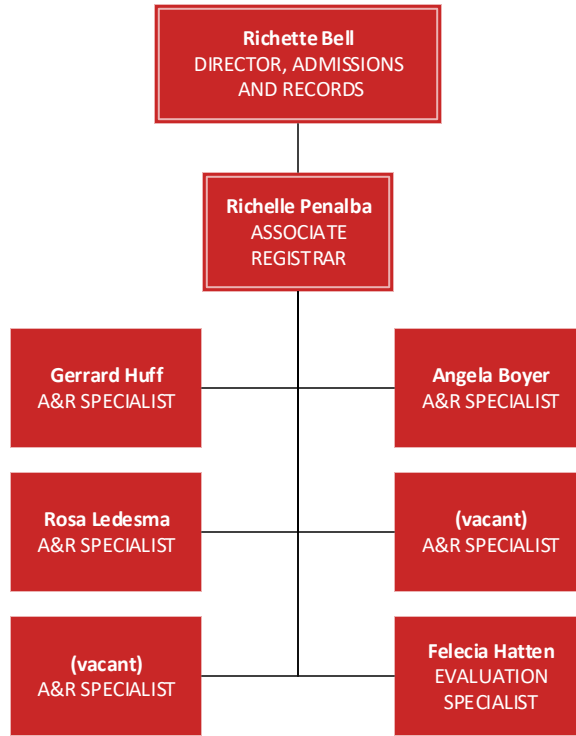 Richette Bell
DIRECTOR, ADMISSIONS
AND RECORDS
Richelle Penalba
ASSOCIATE
REGISTRAR
Gerrard Huff
A&R SPECIALIST
Angela Boyer
A&R SPECIALIST
Rosa Ledesma
A&R SPECIALIST
(vacant)
A&R SPECIALIST
(vacant)
A&R SPECIALIST
Felecia Hatten
EVALUATION
SPECIALIST